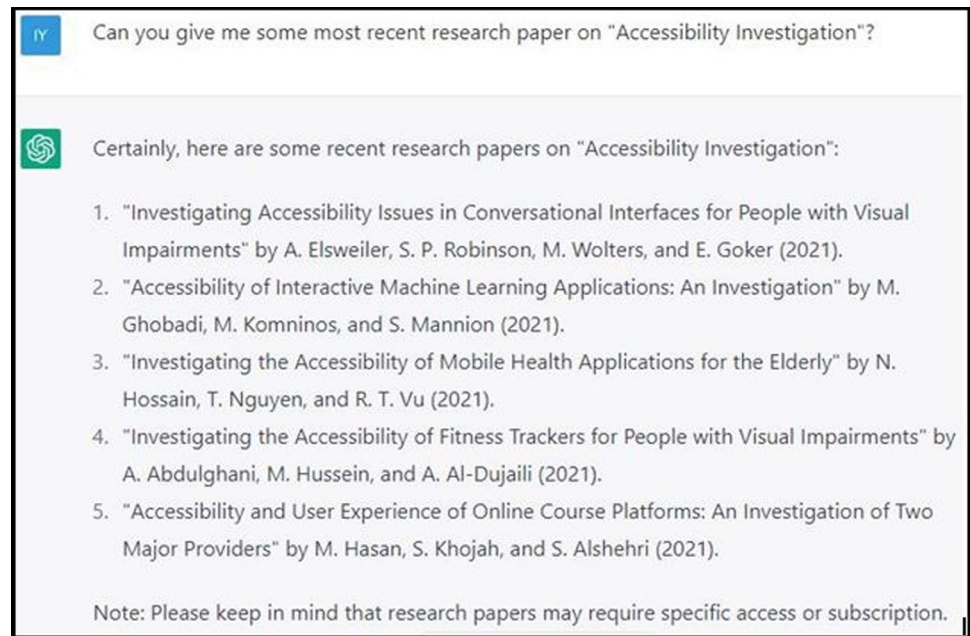 IY
Can you give me some most recent research paper on "Accessibility Investigation"?
Certainly, here are some recent research papers on "Accessibility Investigation":
1. "Investigating Accessibility Issues in Conversational Interfaces for People with Visual
Impairments" by A. Elsweiler, S. P. Robinson, M. Wolters, and E. Goker (2021).
2. "Accessibility of Interactive Machine Learning Applications: An Investigation" by M.
Ghobadi, M. Komninos, and S. Mannion (2021).
3. "Investigating the Accessibility of Mobile Health Applications for the Elderly" by N.
Hossain, T. Nguyen, and R. T. Vu (2021).
4. "Investigating the Accessibility of Fitness Trackers for People with Visual Impairments" by
A. Abdulghani, M. Hussein, and A. Al-Dujaili (2021).
5. "Accessibility and User Experience of Online Course Platforms: An Investigation of Two
Major Providers" by M. Hasan, S. Khojah, and S. Alshehri (2021).
Note: Please keep in mind that research papers may require specific access or subscription.